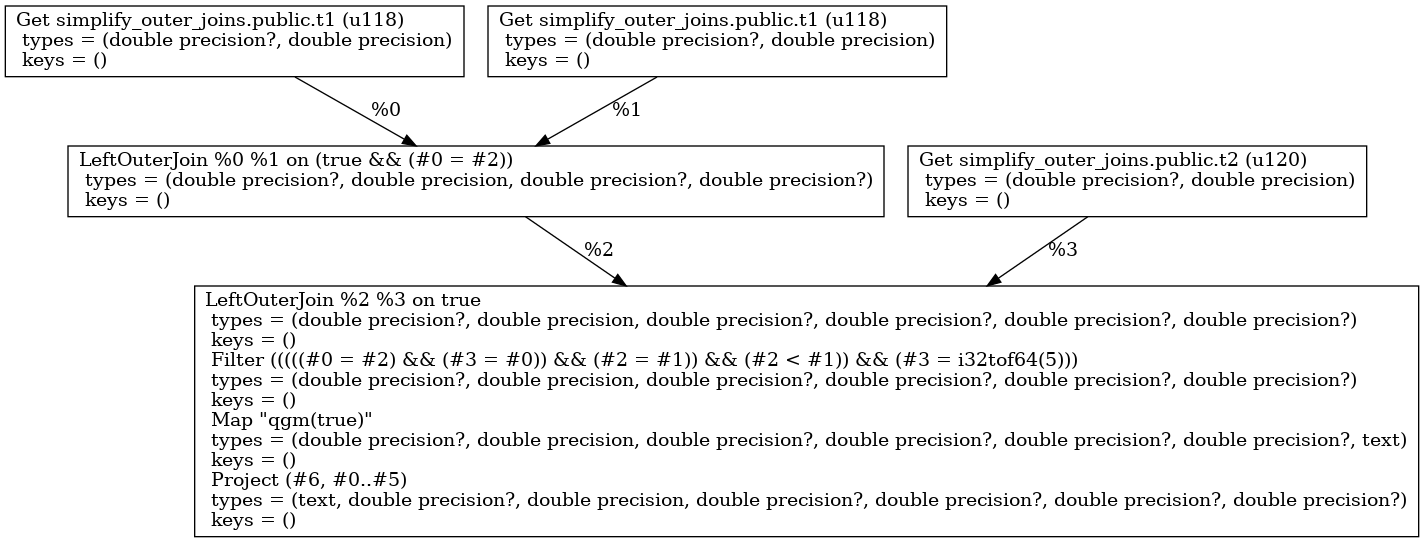 Get simplify_outer_joins.public.t1 (u118)
types = (double precision?, double precision)
keys = ()
Get simplify_outer_joins.public.t1 (u118)
types = (double precision?, double precision)
keys = ()
%0
%1
LeftOuterJoin %0 %1 on (true && (#0 = #2))
types = (double precision?, double precision, double precision?, double precision?)
keys = ()
Get simplify_outer_joins.public.t2 (u120)
types = (double precision?, double precision)
keys = ()
%2
%3
LeftOuterJoin %2 %3 on true
types = (double precision?, double precision, double precision?, double precision?, double precision?, double precision?)
keys = ()
Filter (((((#0 = #2) && (#3 = #0)) && (#2 = #1)) && (#2 < #1)) && (#3 = i32tof64(5)))
types = (double precision?, double precision, double precision?, double precision?, double precision?, double precision?)
keys = ()
Map "qgm(true)"
types = (double precision?, double precision, double precision?, double precision?, double precision?, double precision?, text)
keys = ()
Project (#6, #0..#5)
types = (text, double precision?, double precision, double precision?, double precision?, double precision?, double precision?)
keys = ()